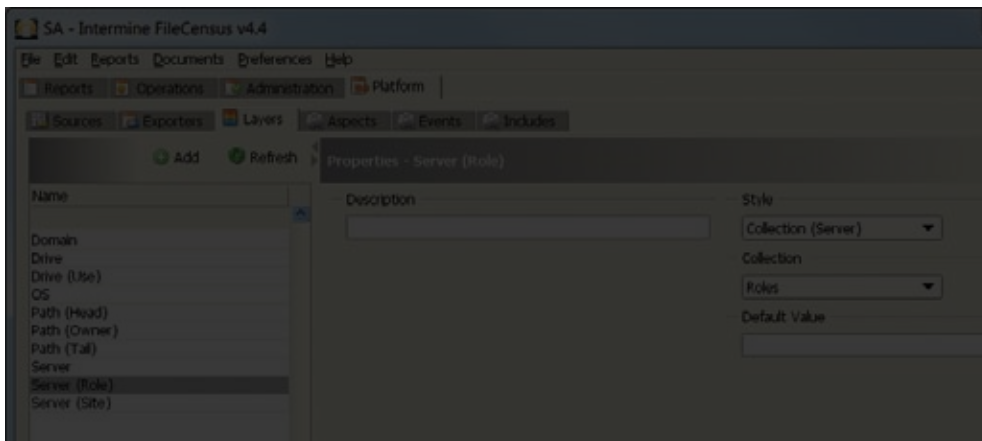 SA - Intermine FileCensus v4.4
File Edit Reports Documents Preferences Help
Reports Operations Administration Platform
Sources Exporters Layers Aspects Events Includes
Add Refresh Properties - Server (Role)
Name
Description
Style
Collection (Server)
Domain
Drive
Collection
Drive (Use)
OS
Roles
Path (Head)
Default Value
Path (Owner)
Path (Tail)
Server
Server (Role)
Server (Site)